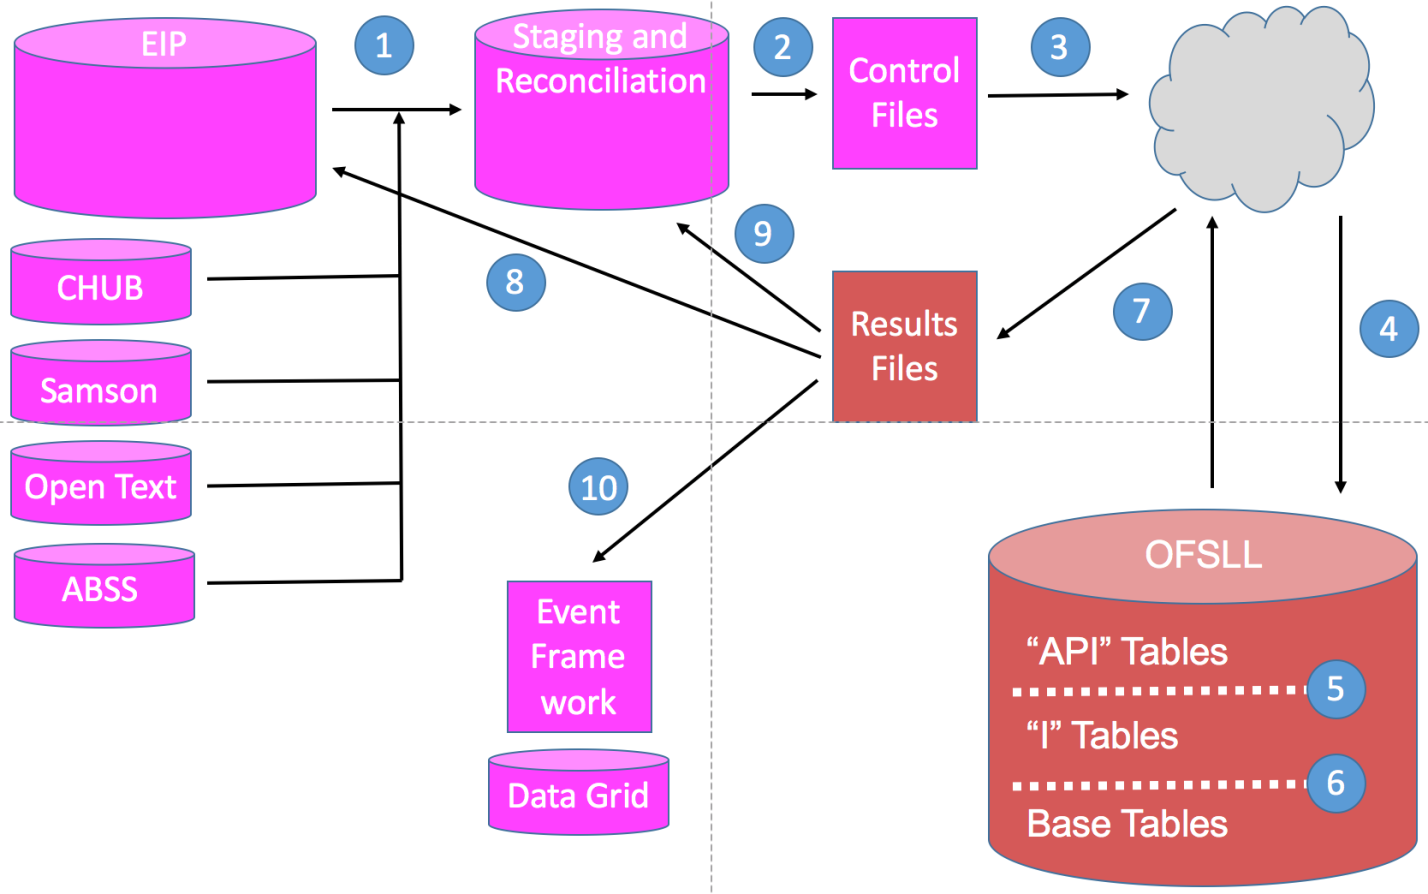 EIP
1
Staging and
Reconciliation
2
Control
Files
3
CHUB
Samson
Open Text
ABSS
8
9
Results
Files
7
4
10
Event
Frame
work
Data Grid
OFSLL
“API” Tables
5
“I” Tables
6
Base Tables